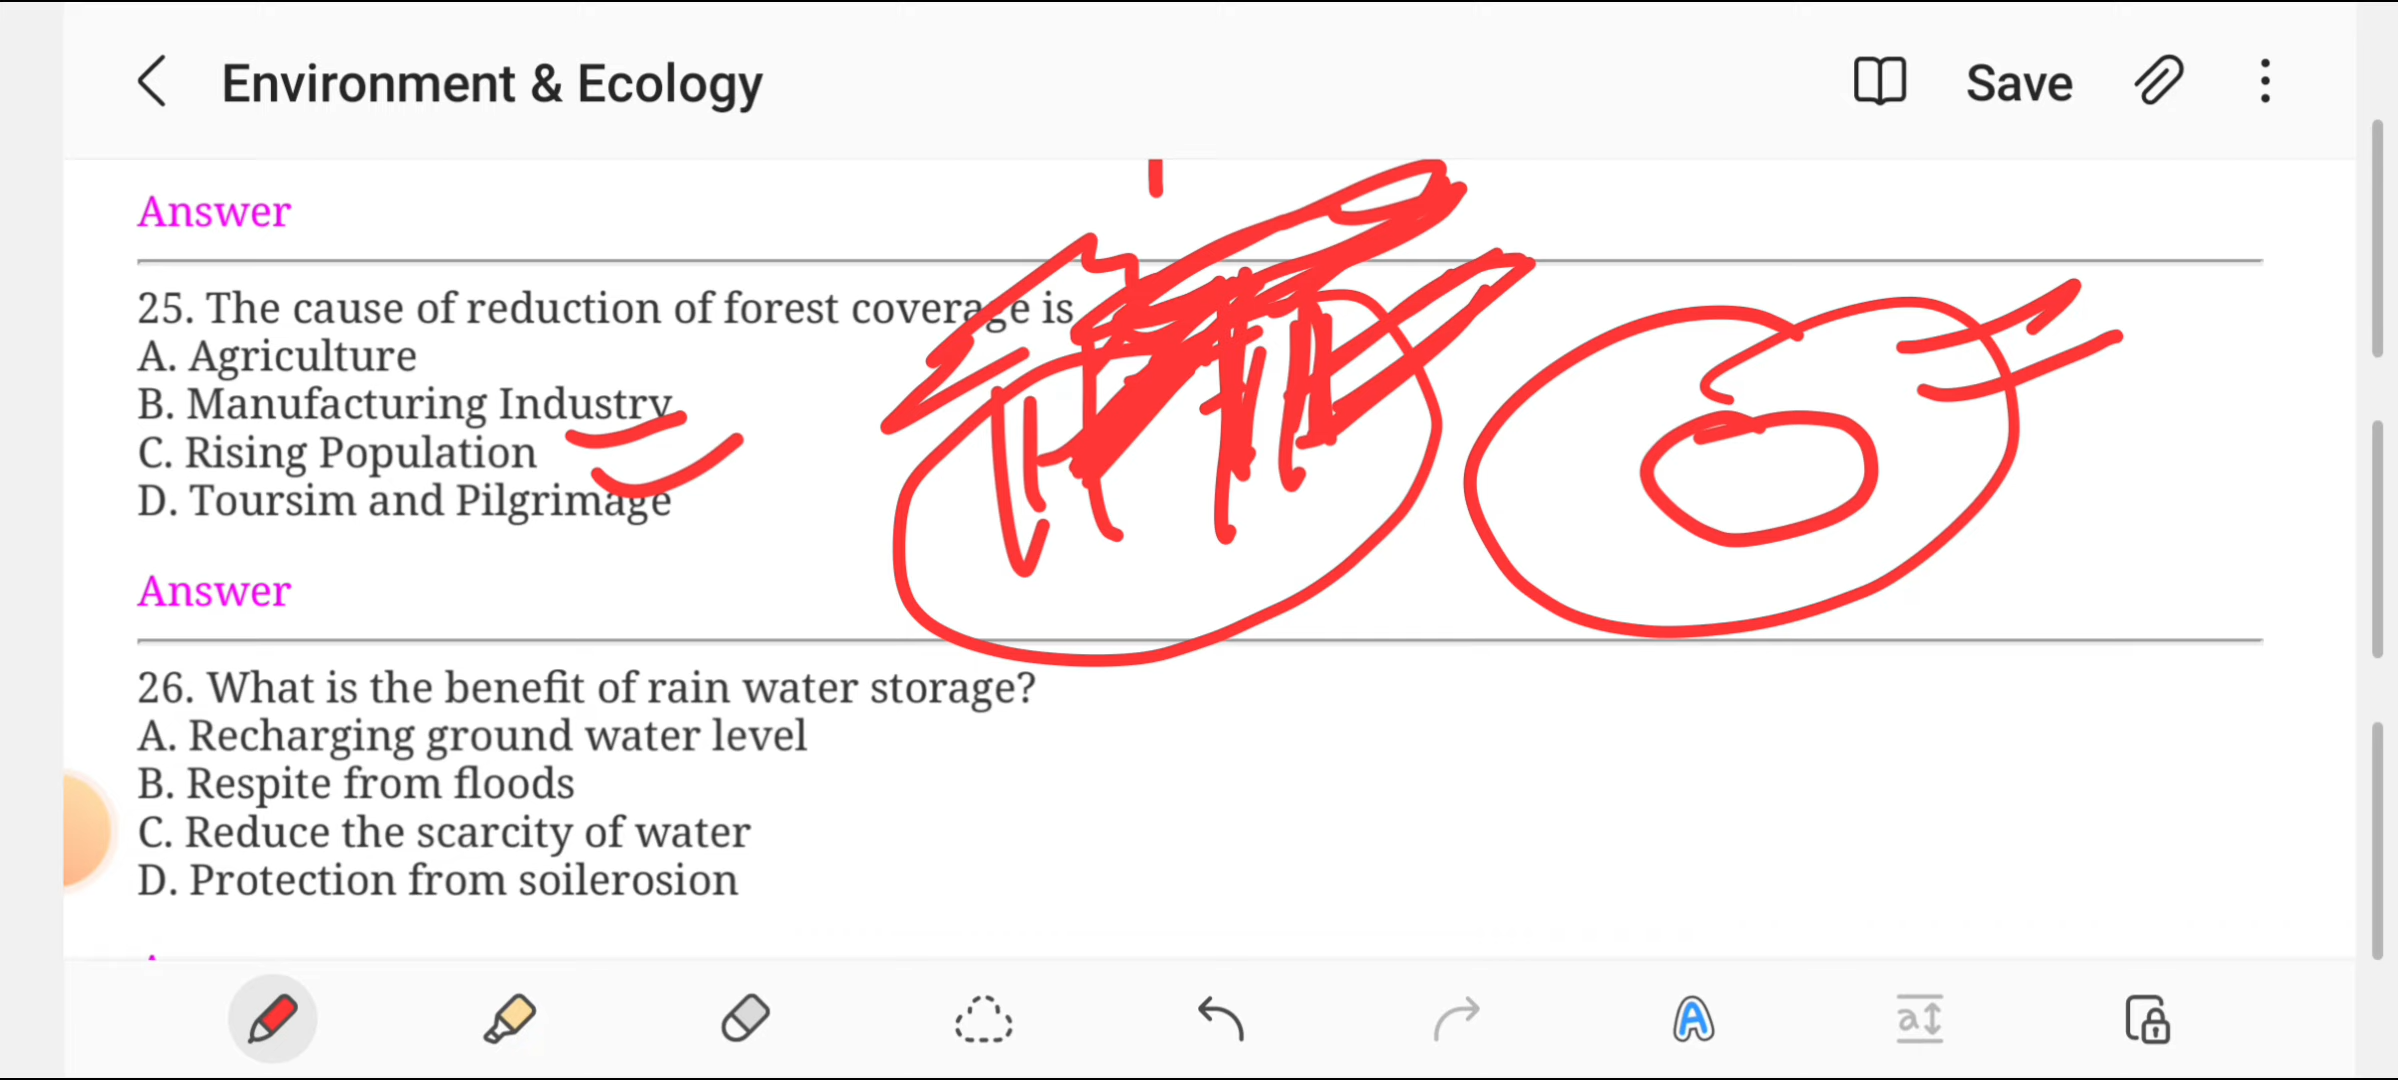 Environment & Ecology
Save
Answer
25. The cause of reduction of forest coverage is
A. Agriculture
B. Manufacturing Industry
C. Rising Population
D. Toursim and Pilgrimage
Answer
26. What is the benefit of rain water storage?
A. Recharging ground water level
B. Respite from floods
C. Reduce the scarcity of water
D. Protection from soilerosion